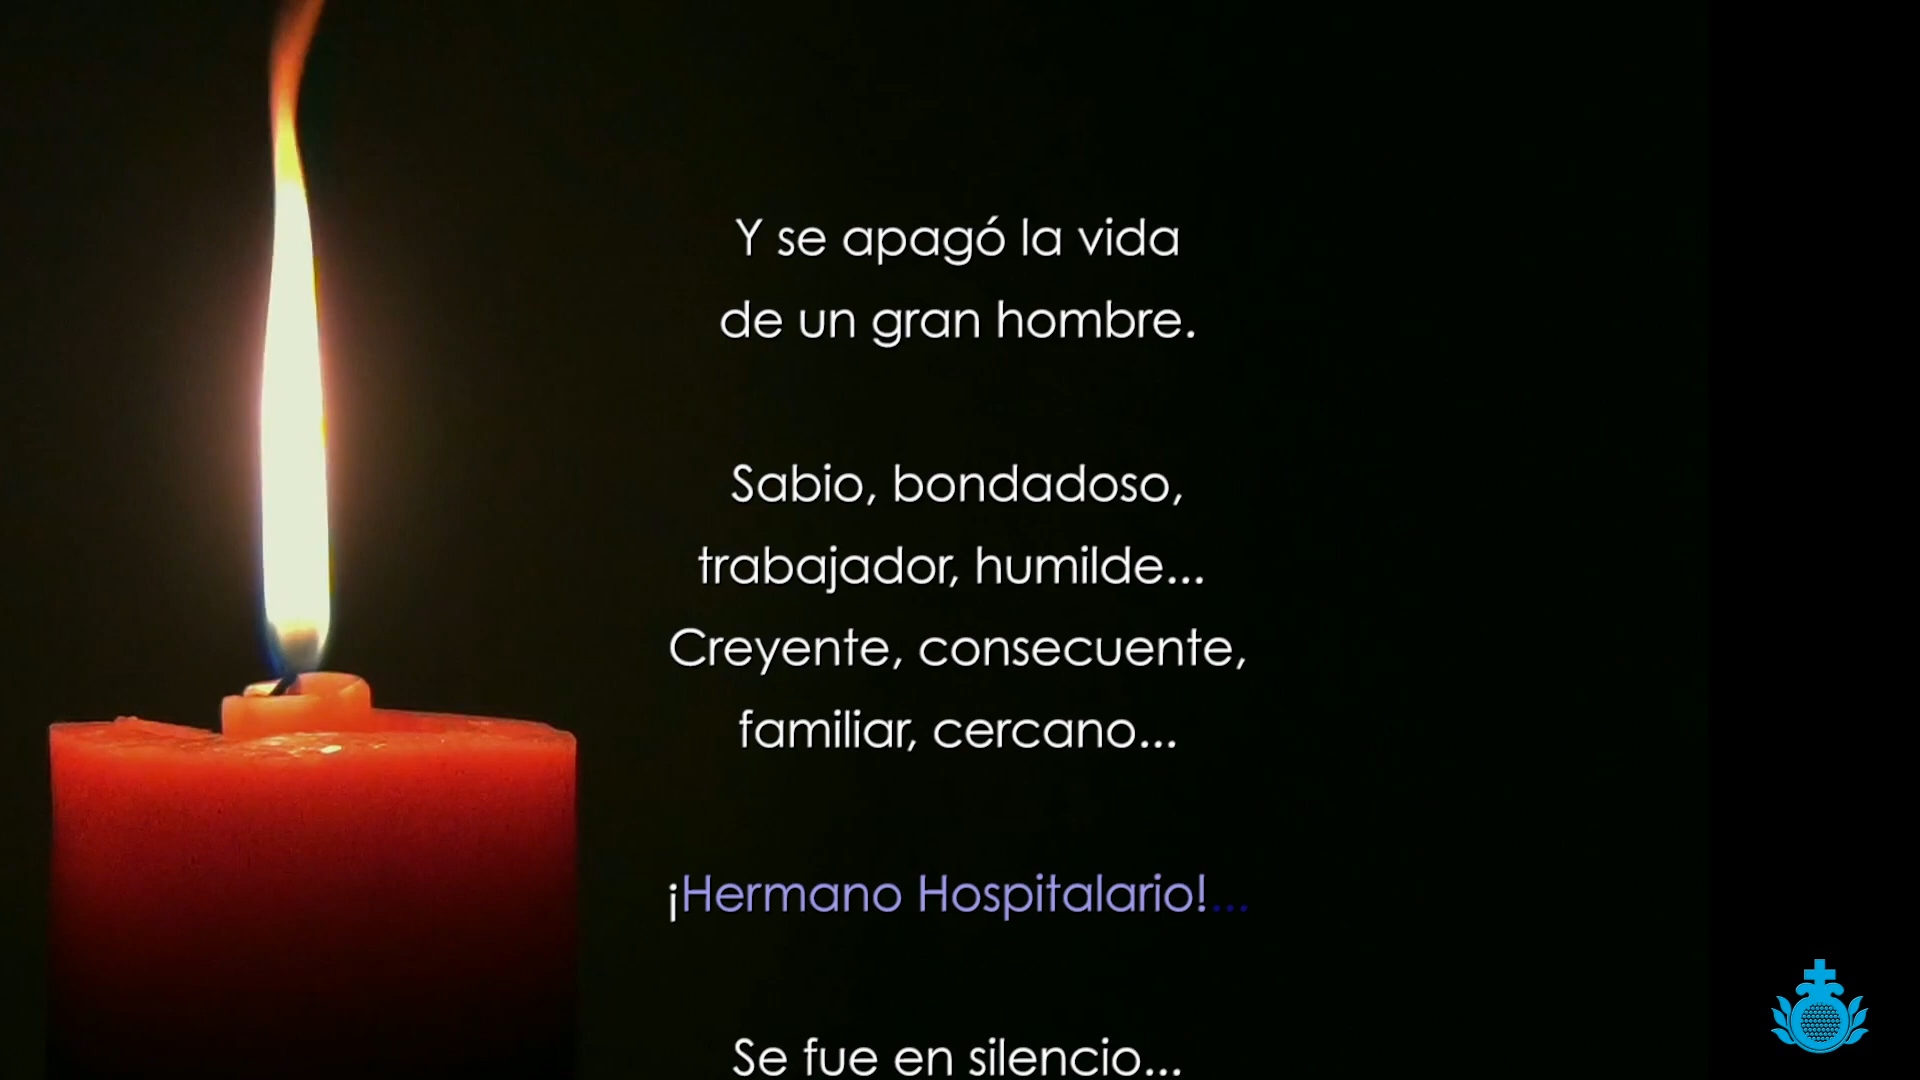 Y se apagó la vida
de un gran hombre.
Sabio, bondadoso,
trabajador, humilde...
Creyente, consecuente,
familiar, cercano...
¡Hermano Hospitalario!...
Se fue en silencio...